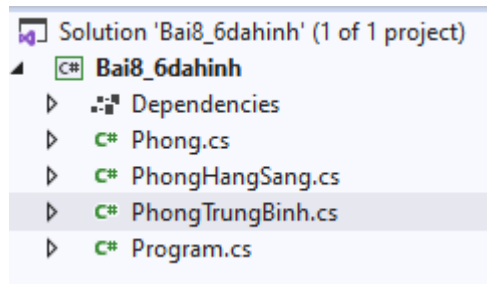 Solution 'Bai8_6dahinh' (1 of 1 project)
C# Bai8_6dahinh
Dependencies
C# Phong.cs
C# PhongHangSang.cs
C# PhongTrungBinh.cs
C# Program.cs